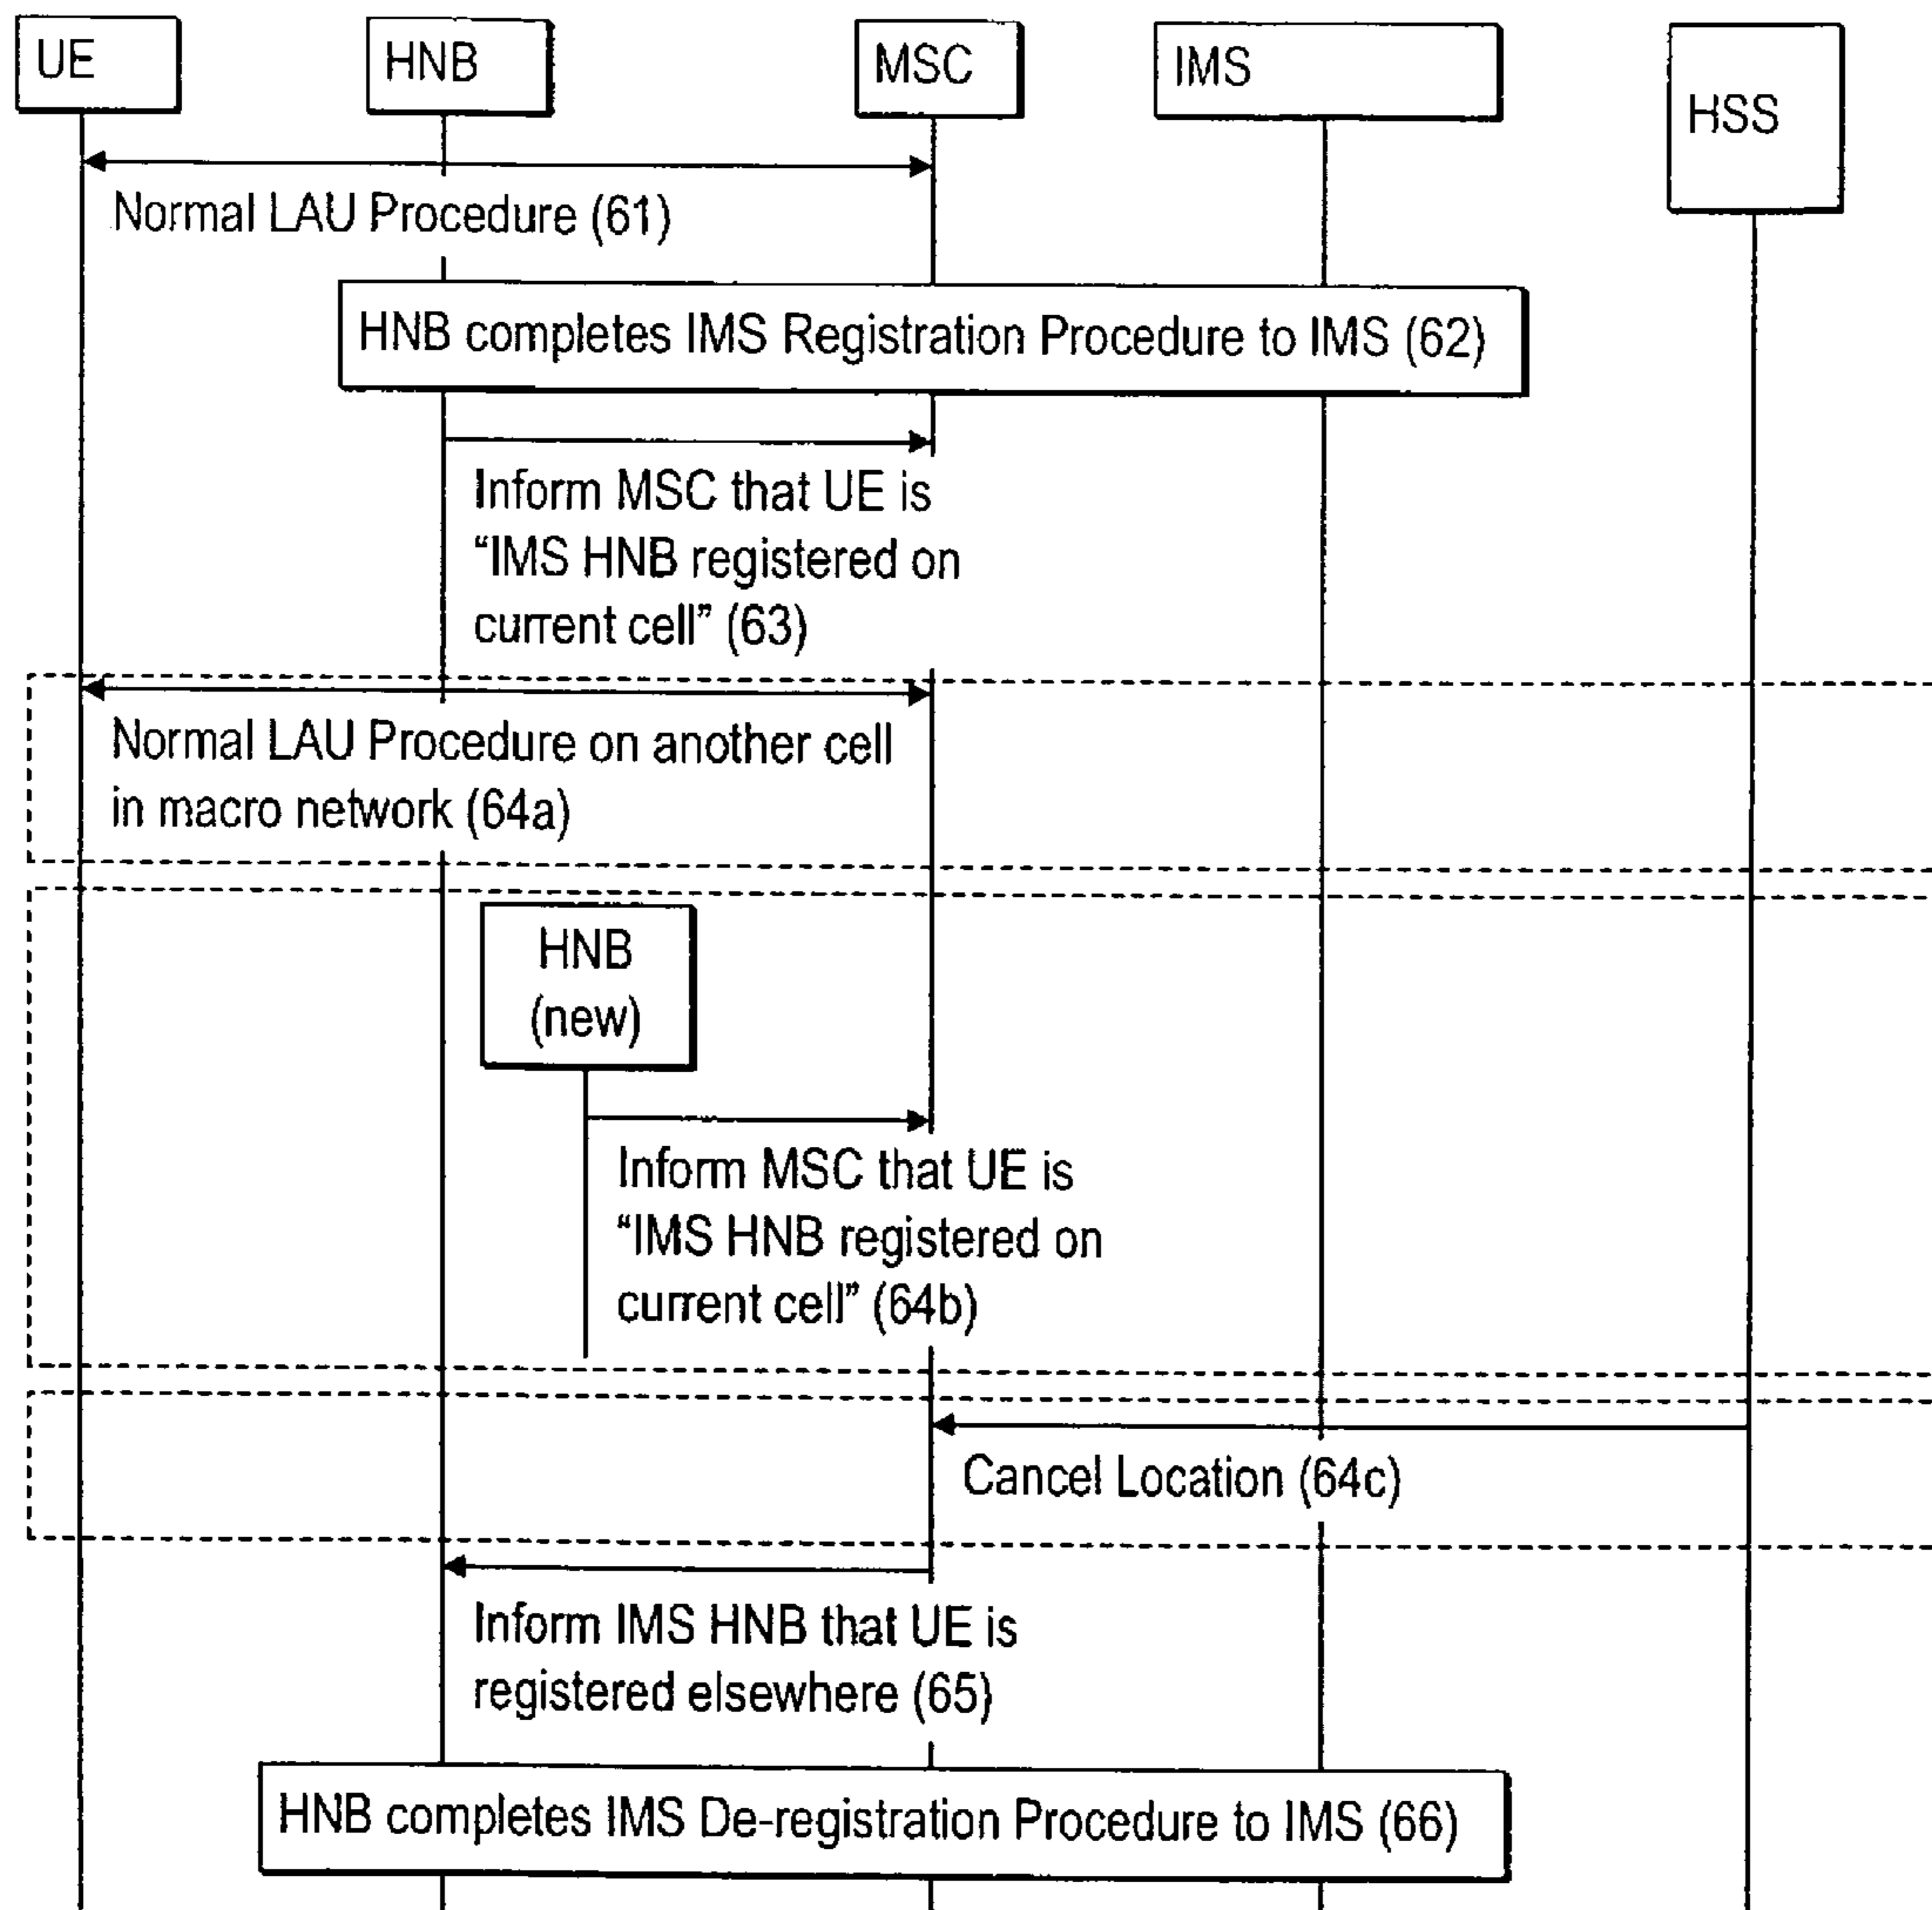 UE
HNB
MSC
IMS
HSS
Normal LAU Procedure (61)
HNB completes IMS Registration Procedure to IMS (62)
Inform MSC that UE is
“IMS HNB registered on
current cell” (63)
Normal LAU Procedure on another cell
in macro network (64a)
HNB
(new)
Inform MSC that UE is
“IMS HNB registered on
current cell” (64b)
Cancel Location (64c)
Inform IMS HNB that UE is
registered elsewhere (65)
HNB completes IMS De-registration Procedure to IMS (66)